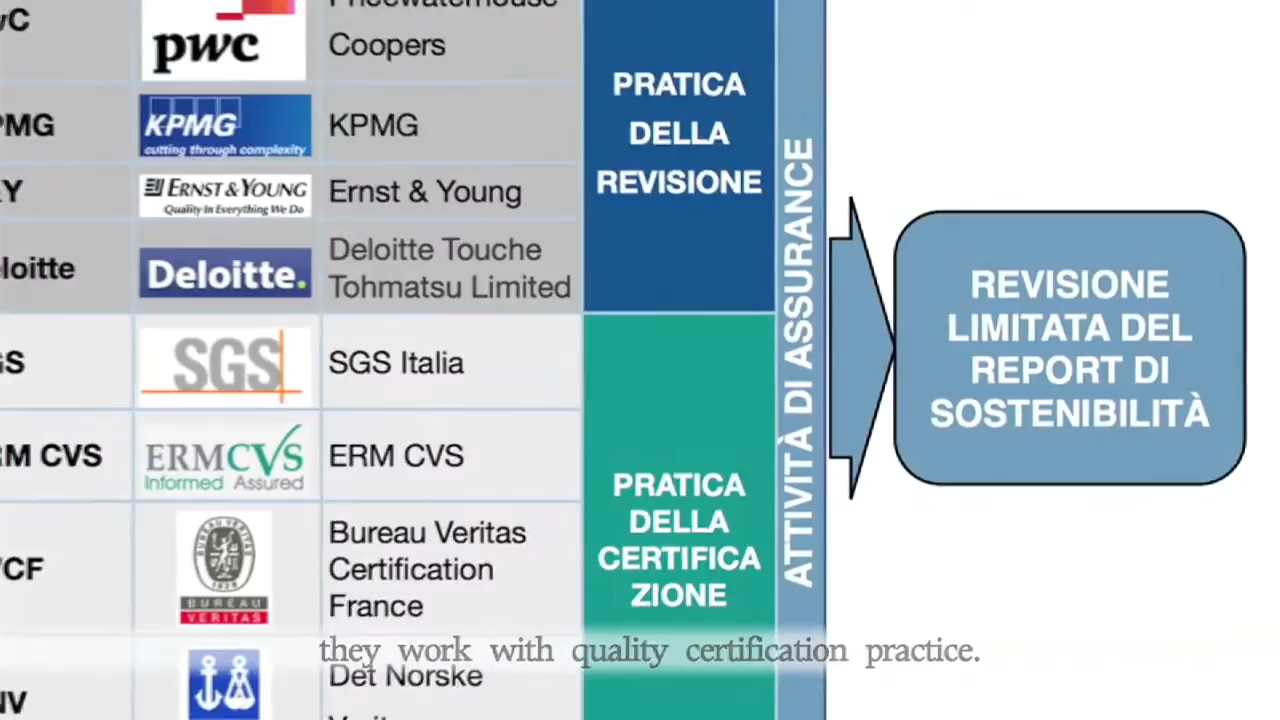 pwc
Coopers
KPMG
cutting through complexity
KPMG
ERNST & YOUNG
Quality In Everything We Do
Ernst & Young
Deloitte.
Deloitte Touche
Tohmatsu Limited
SGS
SGS Italia
CVS
ERMCVS
Informed Assured
ERM CVS
BUREAU VERITAS
1828
BUREAU
VERITAS
Bureau Veritas
Certification
France
Det Norske
PRATICA
DELLA
REVISIONE
PRATICA
DELLA
CERTIFICA
ZIONE
ATTIVITÀ DI ASSURANCE
REVISIONE
LIMITATA DEL
REPORT DI
SOSTENIBILITÀ
they work with quality certification practice.